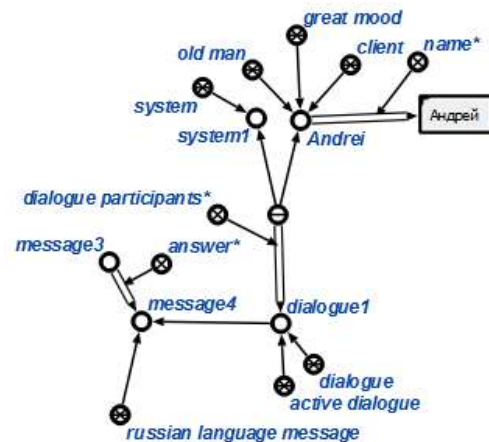 great mood
old man
client
name*
system
system1
Andrei
Андрей
dialogue participants*
message3
answer*
message4
dialogue1
dialogue
active dialogue
russian language message